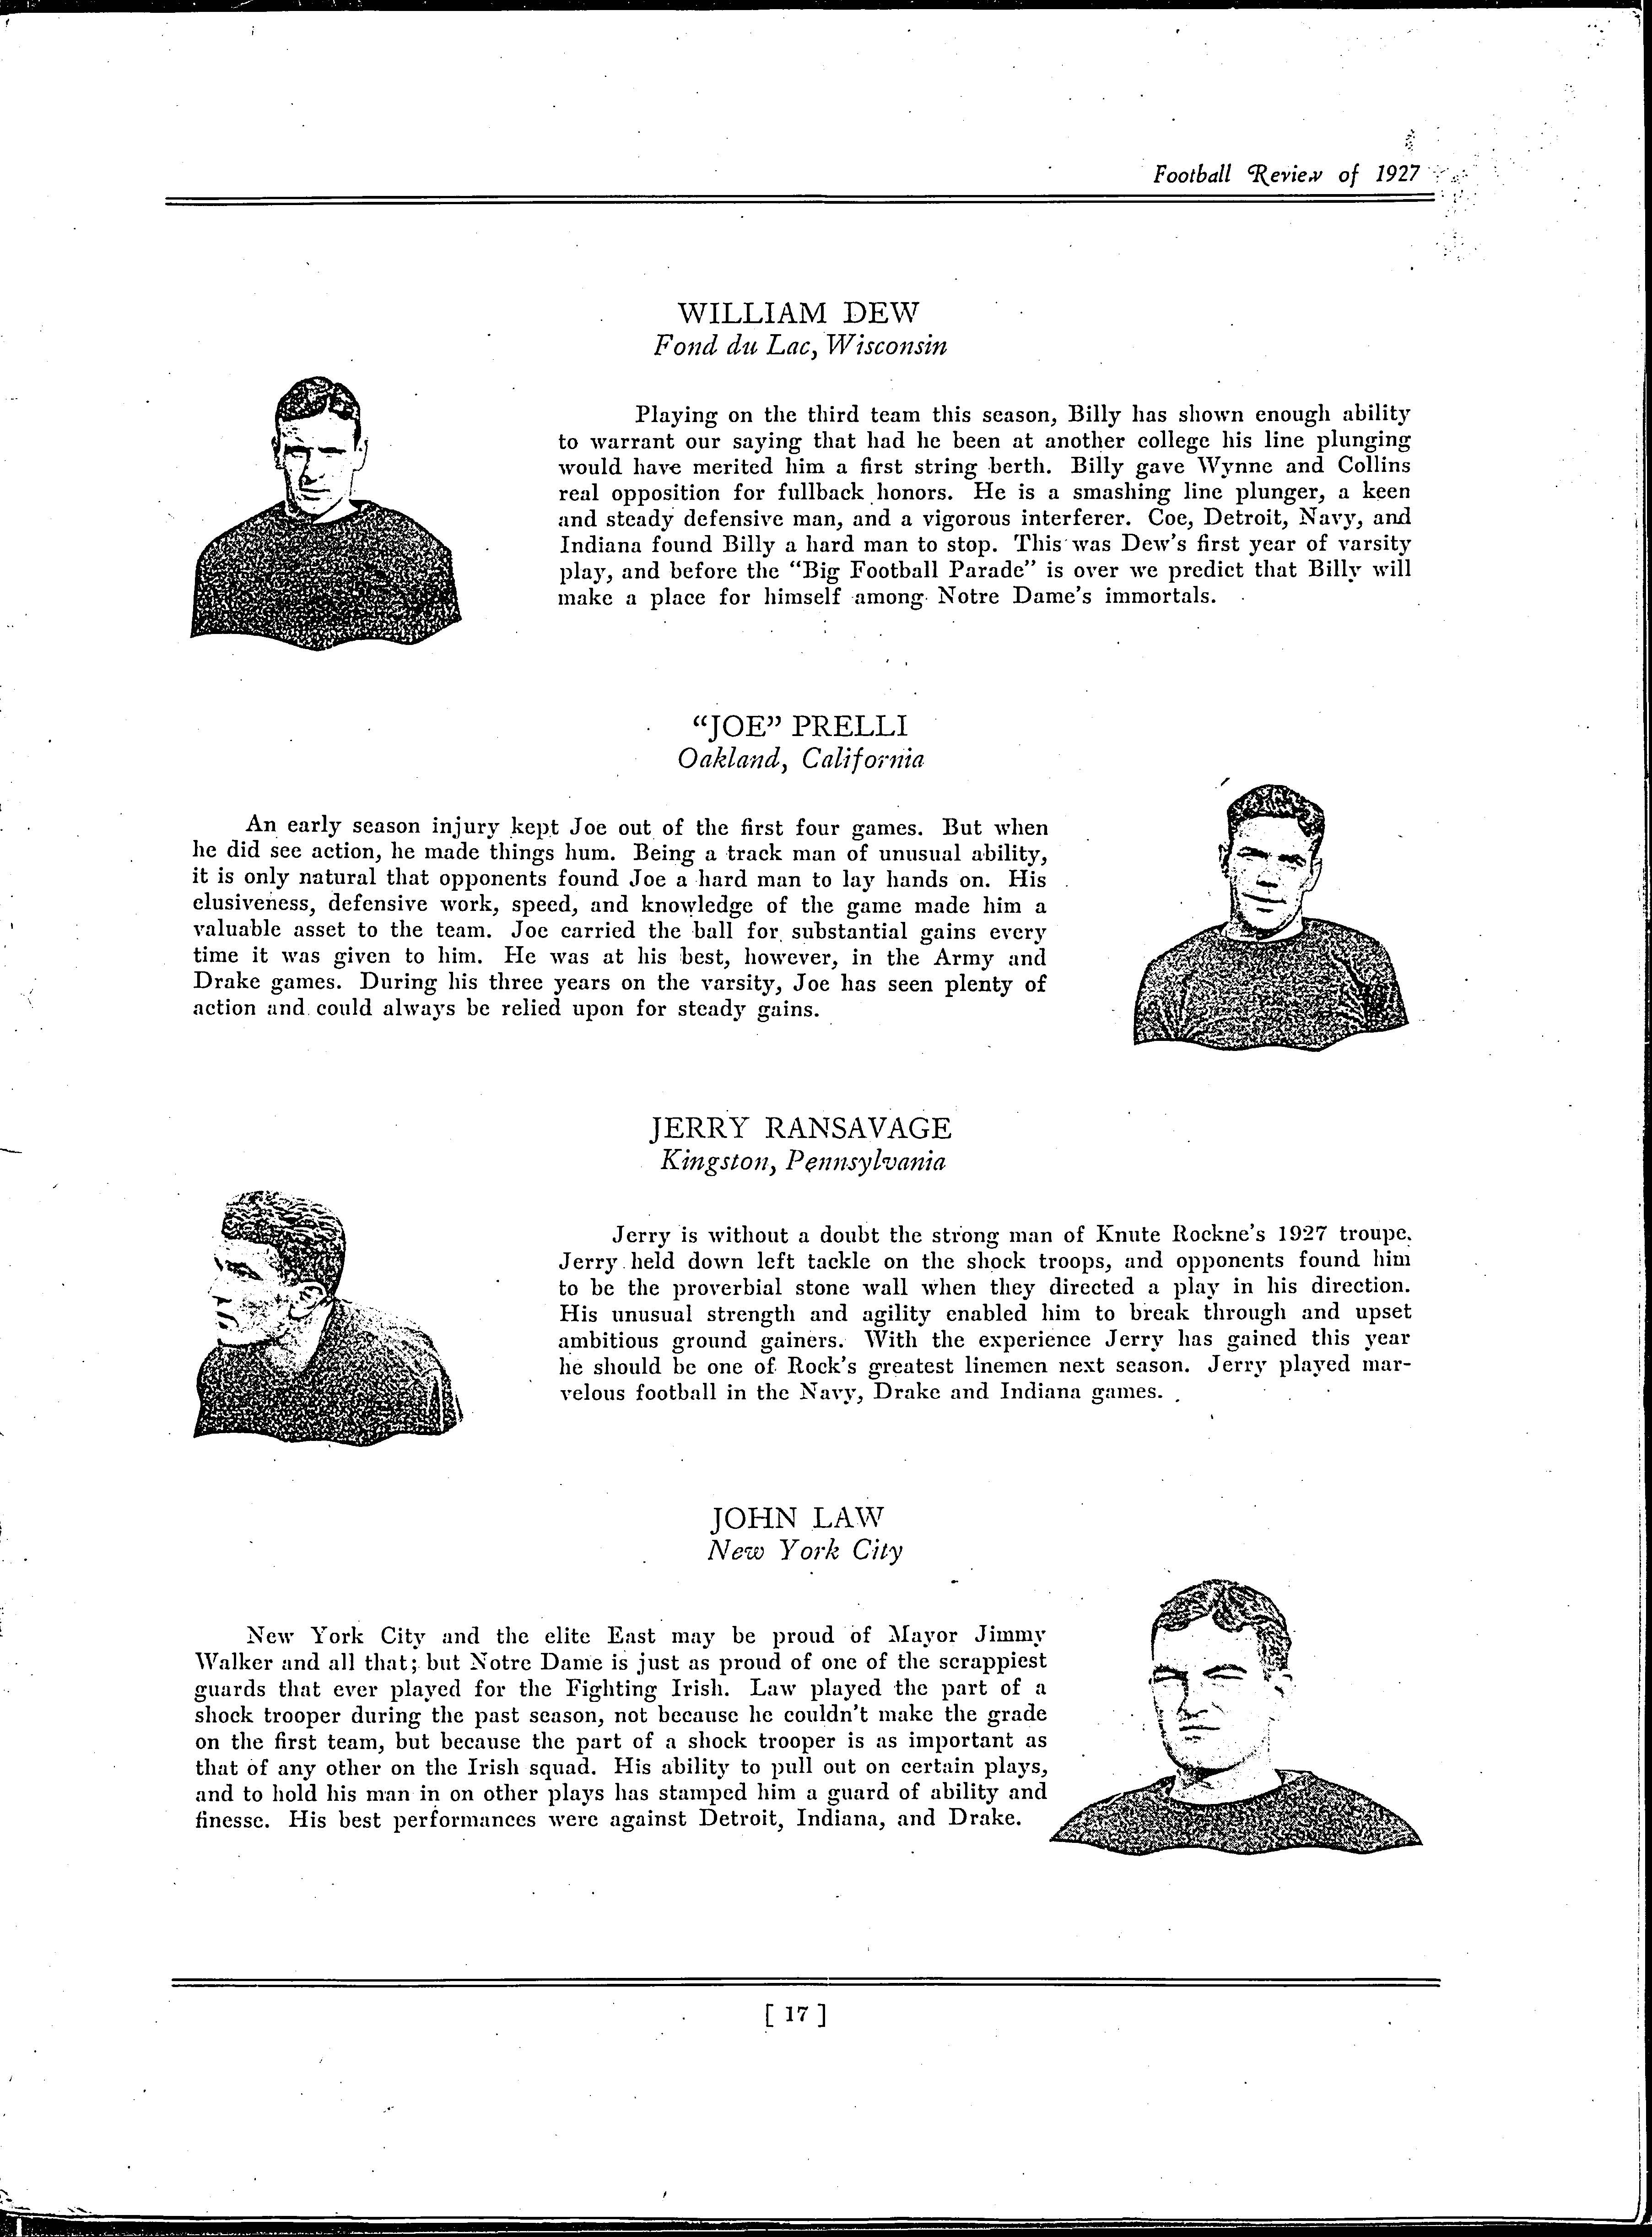 Football Review of 1927
WILLIAM DEW
Fond du Lac, Wisconsin
Playing on the third team this season, Billy has shown enough ability
to warrant our saying that had he been at another college his line plunging
would have merited him a first string berth. Billy gave Wynne and Collins
real opposition for fullback honors. He is a smashing line plunger, a keen
and steady defensive man, and a vigorous interferer. Coe, Detroit, Navy, and
Indiana found Billy a hard man to stop. This was Dew's first year of varsity
play, and before the "Big Football Parade" is over we predict that Billy will
make a place for himself among Notre Dame's immortals.
"JOE" PRELLI
Oakland, California
An early season injury kept Joe out of the first four games. But when
he did see action, he made things hum. Being a track man of unusual ability,
it is only natural that opponents found Joe a hard man to lay hands on. His
elusiveness, defensive work, speed, and knowledge of the game made him a
valuable asset to the team. Joe carried the ball for substantial gains every
time it was given to him. He was at his best, however, in the Army and
Drake games. During his three years on the varsity, Joe has seen plenty of
action and could always be relied upon for steady gains.
JERRY RANSAVAGE
Kingston, Pennsylvania
Jerry is without a doubt the strong man of Knute Rockne's 1927 troupe.
Jerry held down left tackle on the shock troops, and opponents found him
to be the proverbial stone wall when they directed a play in his direction.
His unusual strength and agility enabled him to break through and upset
ambitious ground gainers. With the experience Jerry has gained this year
he should be one of Rock's greatest linemen next season. Jerry played mar-
velous football in the Navy, Drake and Indiana games.
JOHN LAW
New York City
New York City and the elite East may be proud of Mayor Jimmy
Walker and all that; but Notre Dame is just as proud of one of the scrappiest
guards that ever played for the Fighting Irish. Law played the part of a
shock trooper during the past season, not because he couldn't make the grade
on the first team, but because the part of a shock trooper is as important as
that of any other on the Irish squad. His ability to pull out on certain plays,
and to hold his man in on other plays has stamped him a guard of ability and
finesse. His best performances were against Detroit, Indiana, and Drake.
[ 17 ]